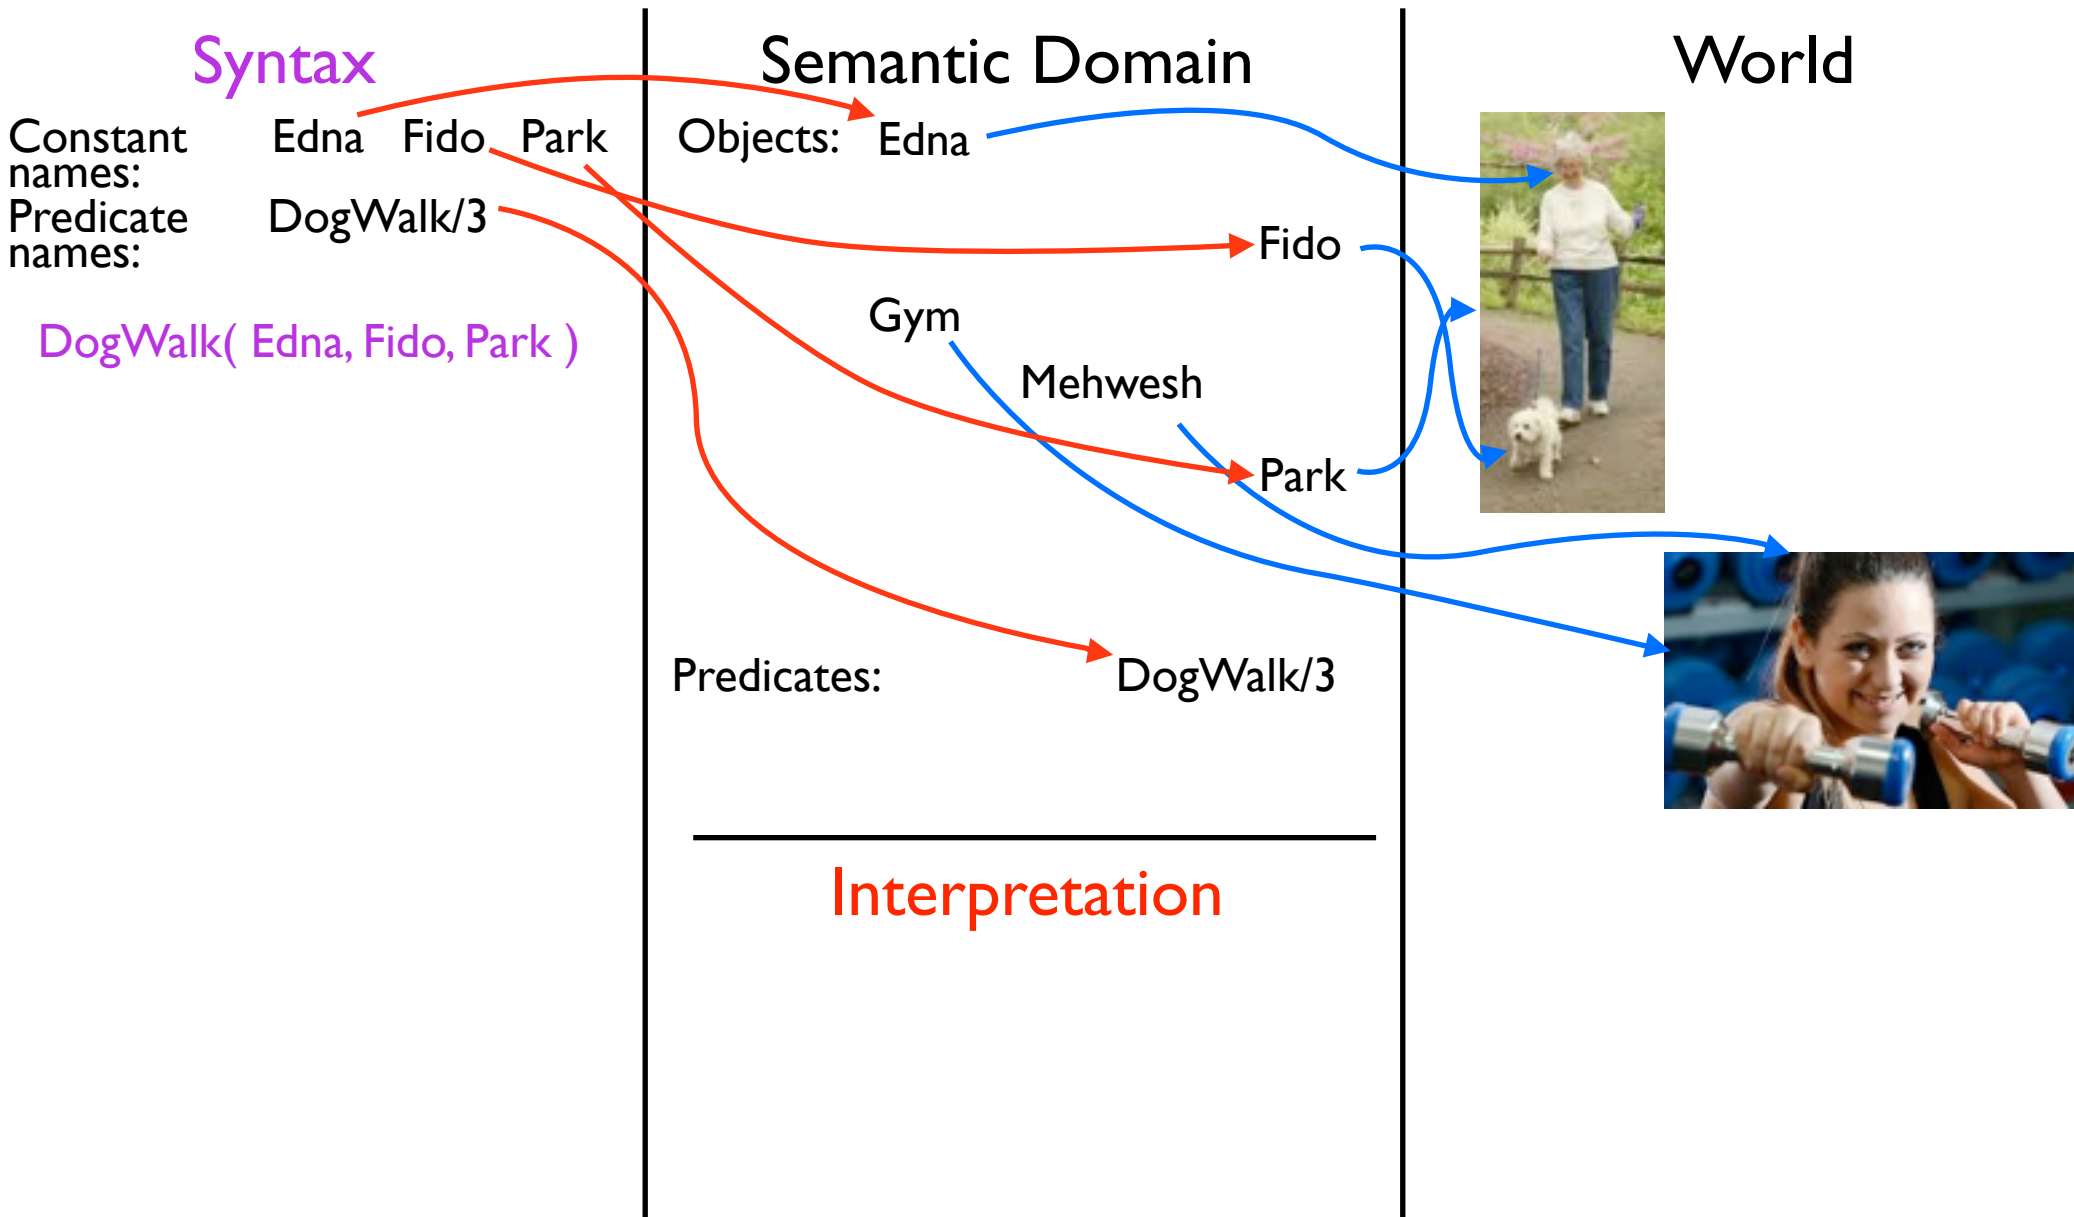 Syntax
Constant names:
Edna Fido Park
Predicate names:
DogWalk/3
DogWalk( Edna, Fido, Park )
Semantic Domain
Objects: Edna
Fido
Gym
Mehwesh
Park
Predicates: DogWalk/3
Interpretation
World